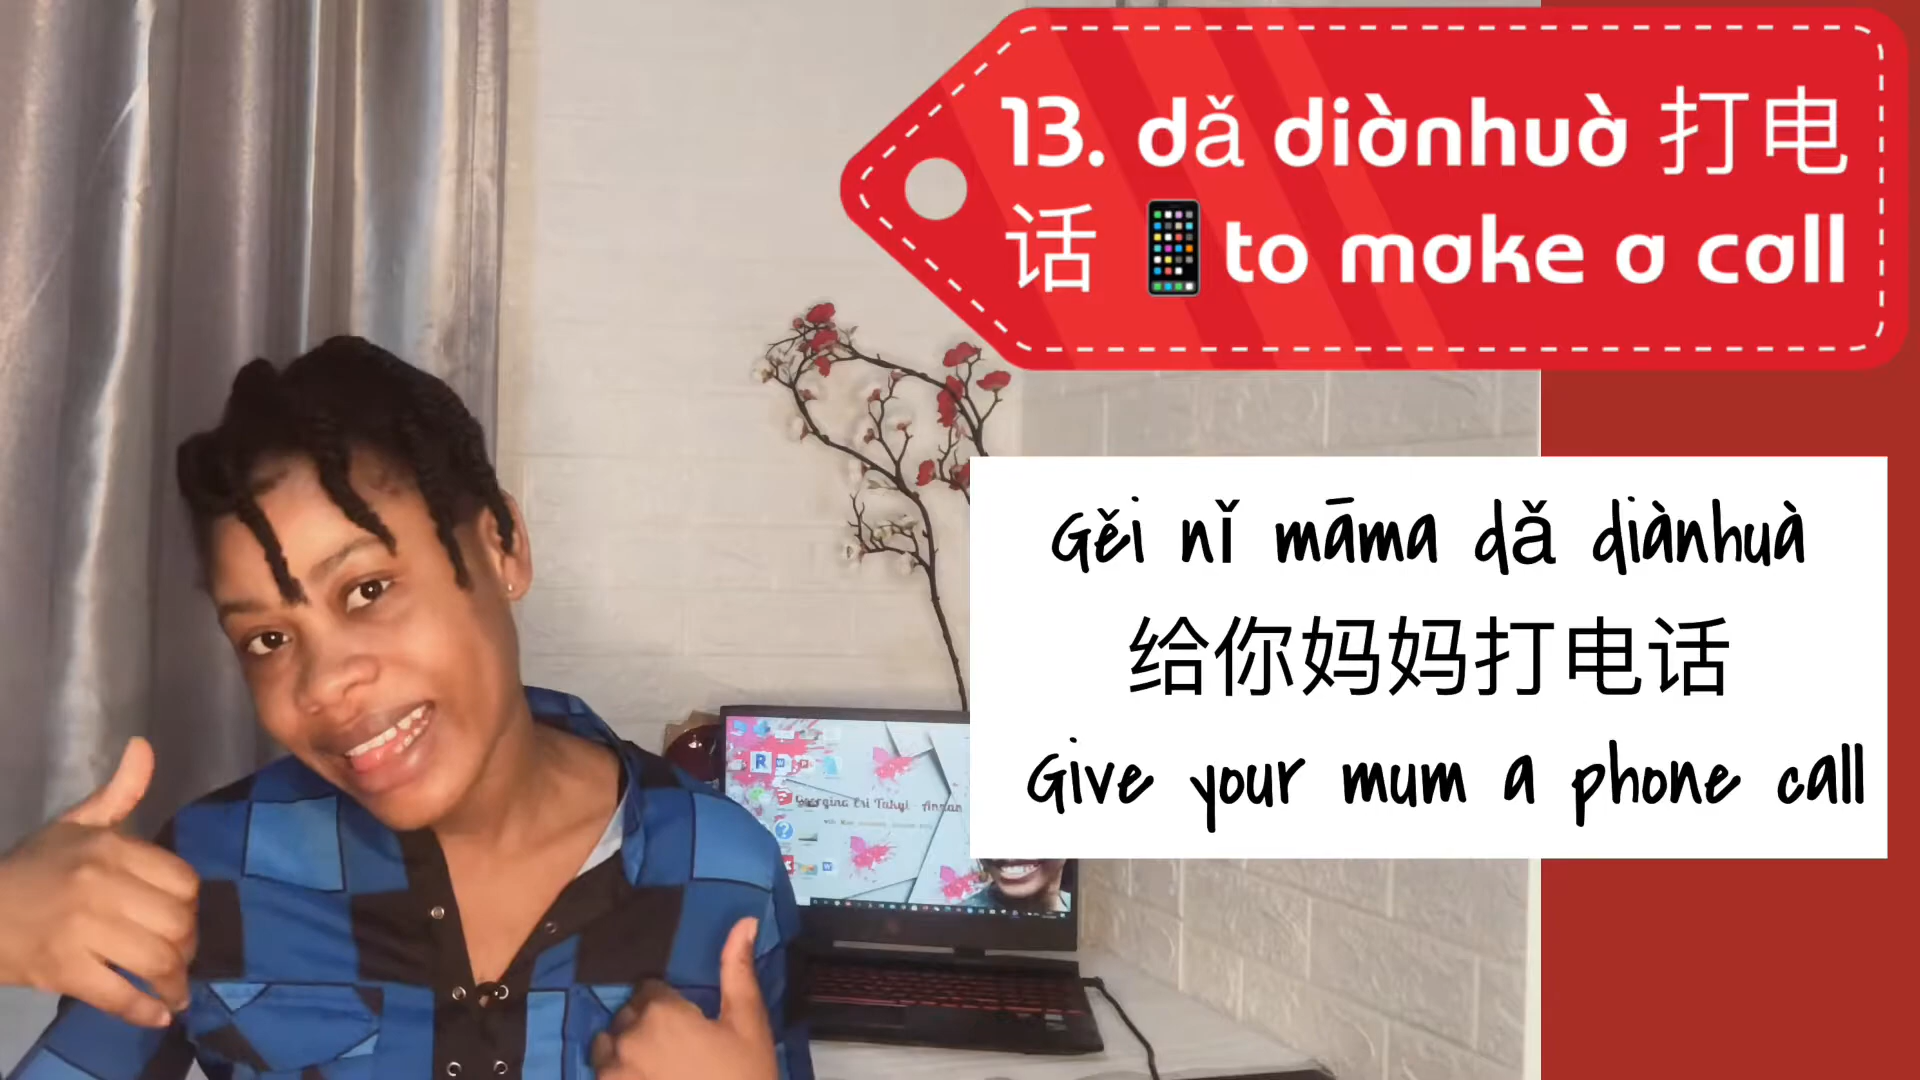 13. dǎ diànhuà 打电
话 📱to make a call
Gěi nǐ māma dǎ diànhuà
给你妈妈打电话
Give your mum a phone call